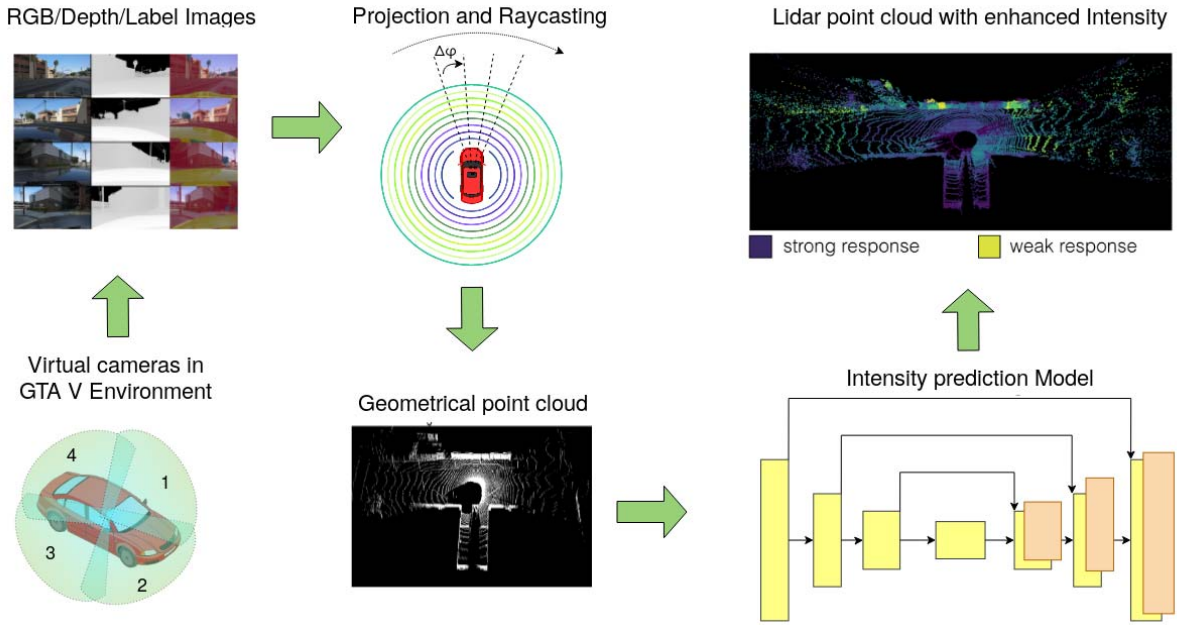 RGB/Depth/Label Images
Projection and Raycasting
Δφ
Lidar point cloud with enhanced Intensity
strong response
weak response
Virtual cameras in
GTA V Environment
4
1
3
2
Geometrical point cloud
Intensity prediction Model